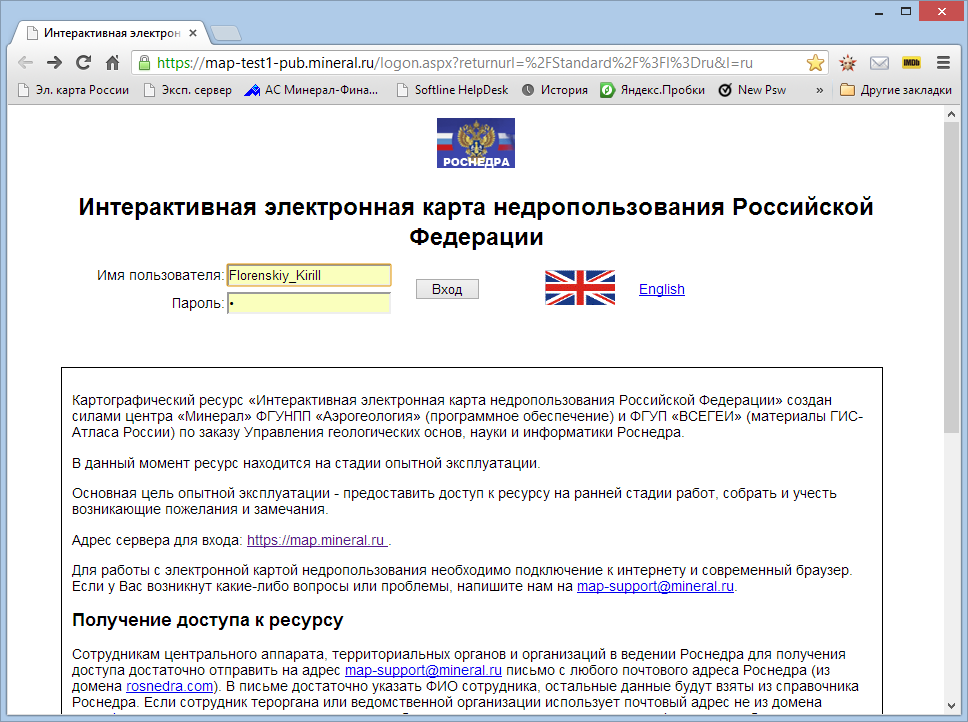 Интерактивная электрон
https://map-test1-pub.mineral.ru/logon.aspx?returnurl=%2FStandard%2F%3Fl%3Dru&l=ru
IMDb
Эл. карта России Эксп. сервер АС Минерал-Фина... Softline HelpDesk История Яндекс.Пробки New Psw » Другие закладки
РОСНЕДРА
Интерактивная электронная карта недропользования Российской
Федерации
Имя пользователя: Florenskiy_Kirill
Пароль:
Вход
English
Картографический ресурс «Интерактивная электронная карта недропользования Российской Федерации» создан
силами центра «Минерал» ФГУНПП «Аэрогеология» (программное обеспечение) и ФГУП «ВСЕГЕИ» (материалы ГИС-
Атласа России) по заказу Управления геологических основ, науки и информатики Роснедра.
В данный момент ресурс находится на стадии опытной эксплуатации.
Основная цель опытной эксплуатации - предоставить доступ к ресурсу на ранней стадии работ, собрать и учесть
возникающие пожелания и замечания.
Адрес сервера для входа: https://map.mineral.ru .
Для работы с электронной картой недропользования необходимо подключение к интернету и современный браузер.
Если у Вас возникнут какие-либо вопросы или проблемы, напишите нам на map-support@mineral.ru.
Получение доступа к ресурсу
Сотрудникам центрального аппарата, территориальных органов и организаций в ведении Роснедра для получения
доступа достаточно отправить на адрес map-support@mineral.ru письмо с любого почтового адреса Роснедра (из
домена rosnedra.com). В письме достаточно указать ФИО сотрудника, остальные данные будут взяты из справочника
Роснедра. Если сотрудник тероргана или ведомственной организации использует почтовый адрес не из домена